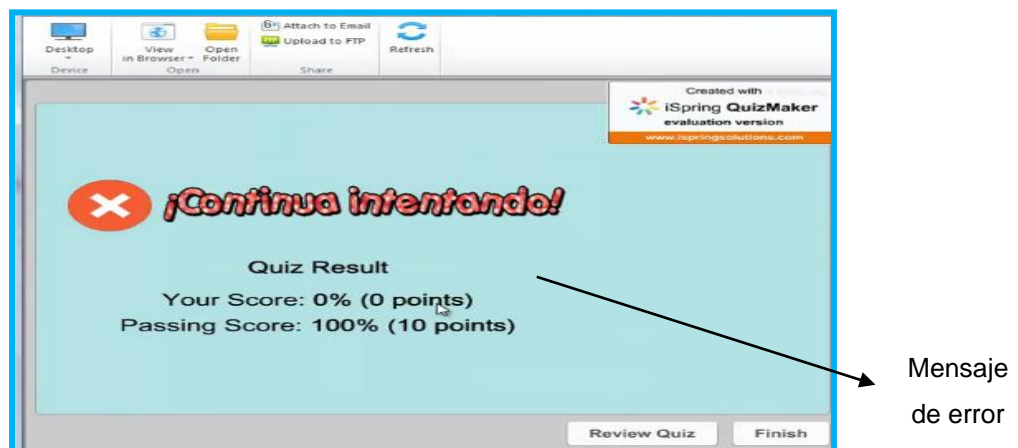 Desktop
Device
View
in Browser
Open
Folder
Open
Attach to Email
Upload to FTP
Share
Refresh
Created with
iSpring QuizMaker
evaluation version
www.ispringsolutions.com
¡Continua intentando!
Quiz Result
Your Score: 0% (0 points)
Passing Score: 100% (10 points)
Mensaje
de error
Review Quiz
Finish